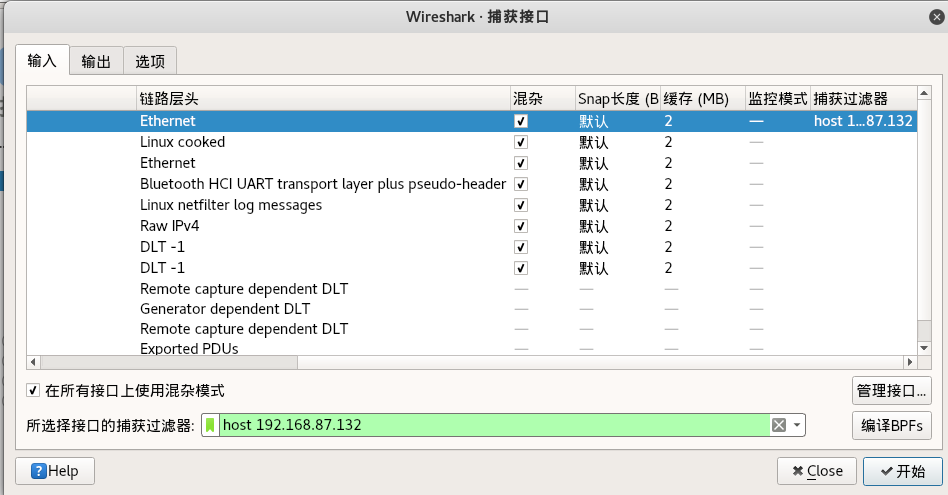 Wireshark · 捕获接口
输入 输出 选项
链路层头 混杂 Snap长度 (B 缓存 (MB) 监控模式 捕获过滤器
Ethernet 默认 2 — host 1...87.132
Linux cooked 默认 2 —
Ethernet 默认 2 —
Bluetooth HCI UART transport layer plus pseudo-header 默认 2 —
Linux netfilter log messages 默认 2 —
Raw IPv4 默认 2 —
DLT -1 默认 2 —
DLT -1 默认 2 —
Remote capture dependent DLT — — — —
Generator dependent DLT — — — —
Remote capture dependent DLT — — — —
Exported PDUs — — — —
在所有接口上使用混杂模式 管理接口...
所选择接口的捕获过滤器: host 192.168.87.132 编译BPFs
Help Close 开始